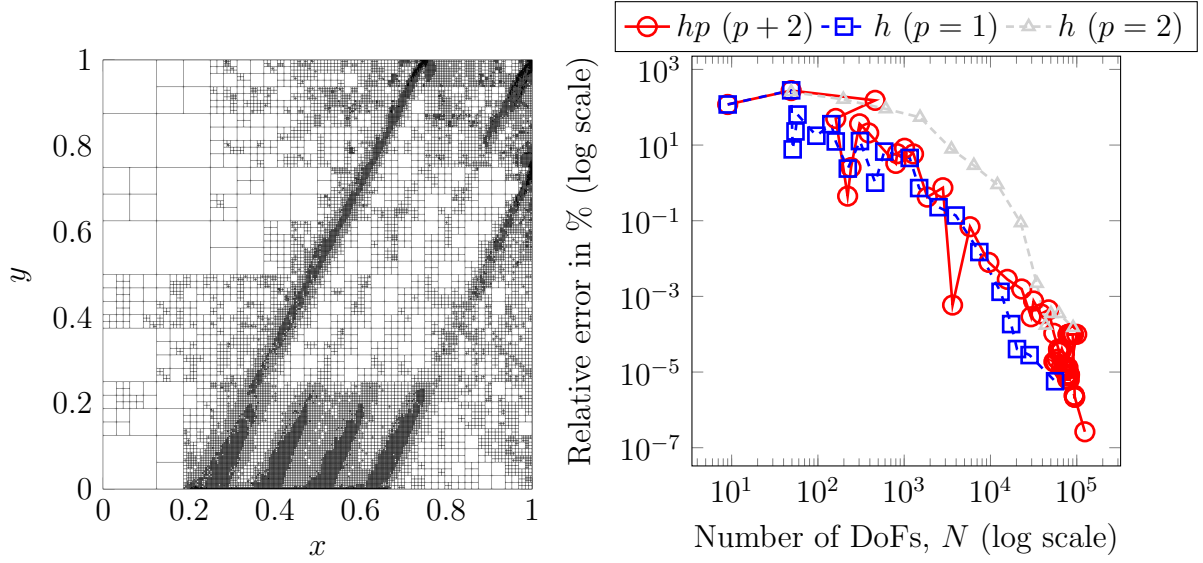 hp (p + 2) h (p = 1) h (p = 2)
1
0.8
0.6
0.4
0.2
0
y
0 0.2 0.4 0.6 0.8 1
x
10^3
10^1
10^−1
10^−3
10^−5
10^−7
Relative error in % (log scale)
10^1 10^2 10^3 10^4 10^5
Number of DoFs, N (log scale)